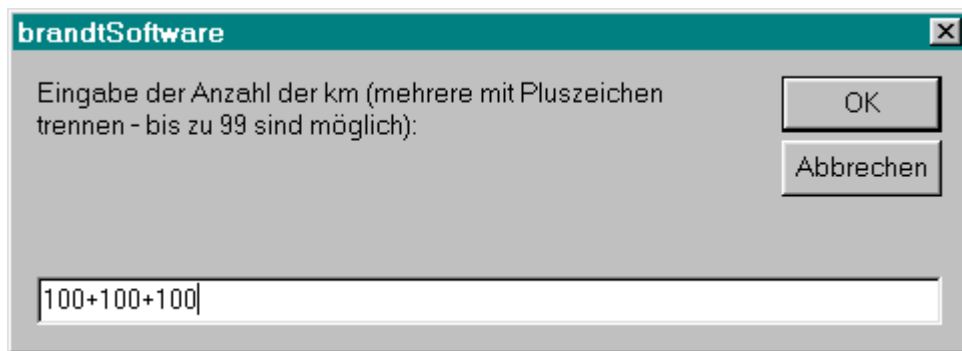 brandtSoftware
Eingabe der Anzahl der km (mehrere mit Pluszeichen
trennen - bis zu 99 sind möglich):
OK
Abbrechen
100+100+100